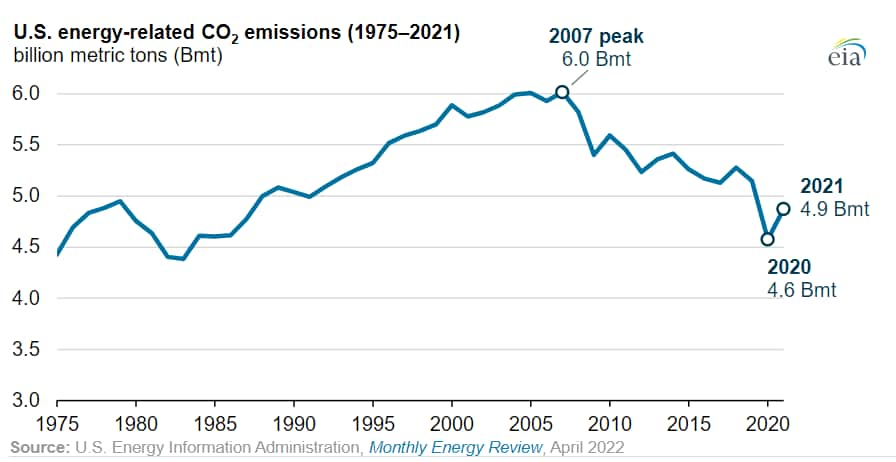 U.S. energy-related CO₂ emissions (1975–2021)
billion metric tons (Bmt)
2007 peak
6.0 Bmt
eia
6.0
5.5
5.0
4.5
4.0
3.5
3.0
2021
4.9 Bmt
2020
4.6 Bmt
1975 1980 1985 1990 1995 2000 2005 2010 2015 2020
Source: U.S. Energy Information Administration, Monthly Energy Review, April 2022